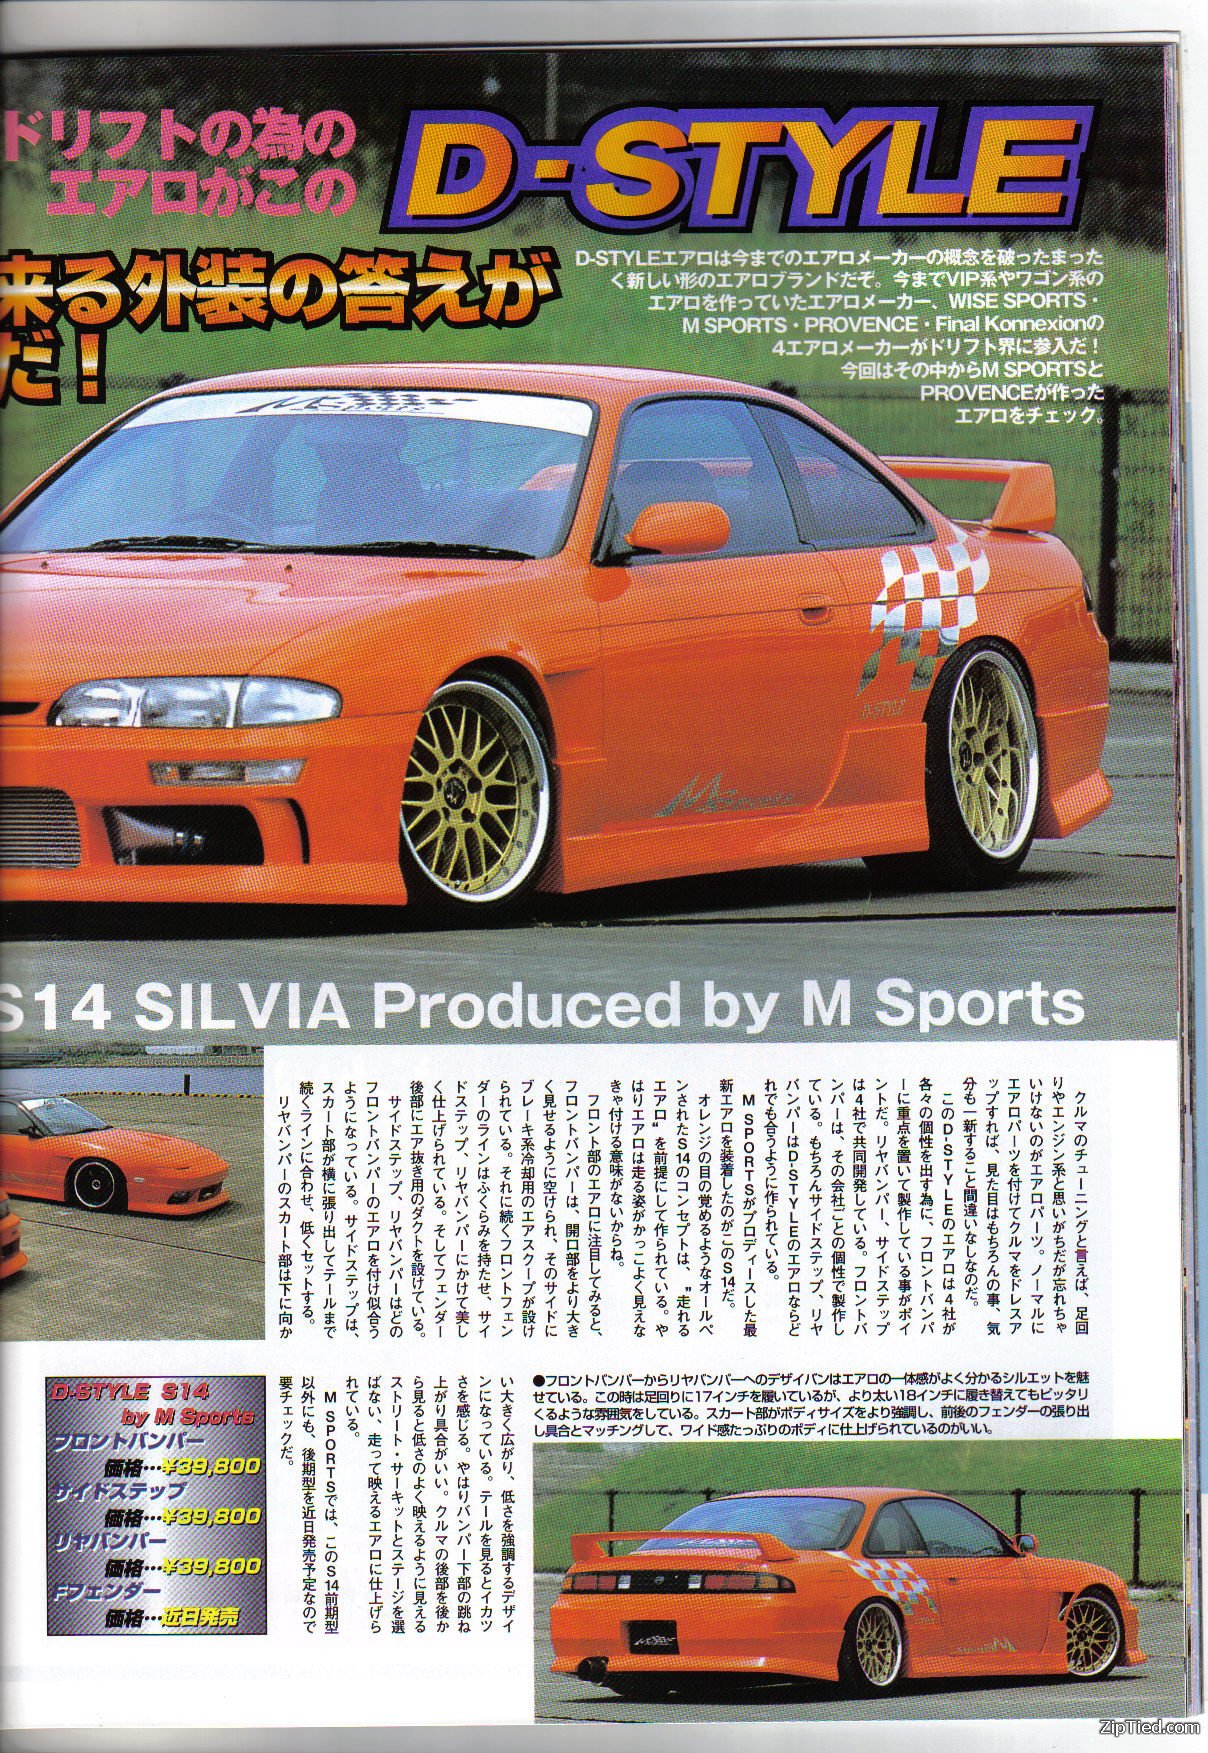 ドリフトの為の
エアロがこの
D-STYLE
来る外装の答えが
だ！
D-STYLEエアロは今までのエアロメーカーの概念を破ったまった
く新しい形のエアロブランドだぞ。今までVIP系やワゴン系の
エアロを作っていたエアロメーカー、WISE SPORTS・
M SPORTS・PROVENCE・Final Konnexionの
4エアロメーカーがドリフト界に参入だ！
今回はその中からM SPORTSと
PROVENCEが作った
エアロをチェック。
D-STYLE
M Sports
S14 SILVIA Produced by M Sports
クルマのチューニングと言えば、足回
りやエンジン系と思いがちだが忘れちゃ
いけないのがエアロパーツ。ノーマルに
エアロパーツを付けてクルマをドレスア
ップすれば、見た目はもちろんの事、気
分も一新すること間違いなしなのだ。
このD-STYLEのエアロは4社が
各々の個性を出す為に、フロントバンパ
ーに重点を置いて製作している事がポイ
ントだ。リヤバンパー、サイドステップ
は4社で共同開発している。フロントバ
ンパーは、その会社ごとの個性で製作し
ている。もちろんサイドステップ、リヤ
バンパーはD-STYLEのエアロならど
れでも合うように作られている。
M SPORTSがプロディースした最
新エアロを装着したのがこのS14だ。
オレンジの目の覚めるようなオールペ
ンされたS14のコンセプトは、"走れる
エアロ"を前提にして作られている。や
はりエアロは走る姿がかっこよく見えな
きゃ付ける意味がないからね。
フロント部のエアロに注目してみると、
フロントバンパーは、開口部をより大き
く見せるように空けられ、そのサイドに
ブレーキ系冷却用のエアスクープが設け
られている。それに続くフロントフェン
ダーのラインはふくらみを持たせ、サイ
ドステップ、リヤバンパーにかけて美し
く仕上げられている。そしてフェンダー
後部にエア抜き用のダクトを設けている。
サイドステップ、リヤバンパーはどの
フロントバンパーのエアロを付け似合う
ようになっている。サイドステップは、
スカート部が横に張り出してテールまで
続くラインに合わせ、低くセットする。
リヤバンパーのスカート部は下に向か
い大きく広がり、低さを強調するデザイ
ンになっている。テールを見るとイカツ
さを感じる。やはりバンパー下部の跳ね
上がり具合がいい。クルマの後部を後か
ら見ると低さのよく映えるように見える
ストリート・サーキットとステージを選
ばない、走って映えるエアロに仕上げら
れている。
M SPORTSでは、このS14前期型
以外にも、後期型を近日発売予定なので
要チェックだ。
●フロントバンパーからリヤバンパーへのデザイバンはエアロの一体感がよく分かるシルエットを魅
せている。この時は足回りに17インチを履いているが、より太い18インチに履き替えてもピッタリ
くるような雰囲気をしている。スカート部がボディサイズをより強調し、前後のフェンダーの張り出
し具合とマッチングして、ワイド感たっぷりのボディに仕上げられているのがいい。
D-STYLE S14
by M Sports
フロントバンパー
価格…¥39,800
サイドステップ
価格…¥39,800
リヤバンパー
価格…¥39,800
Fフェンダー
価格…近日発売
ZipTied.com